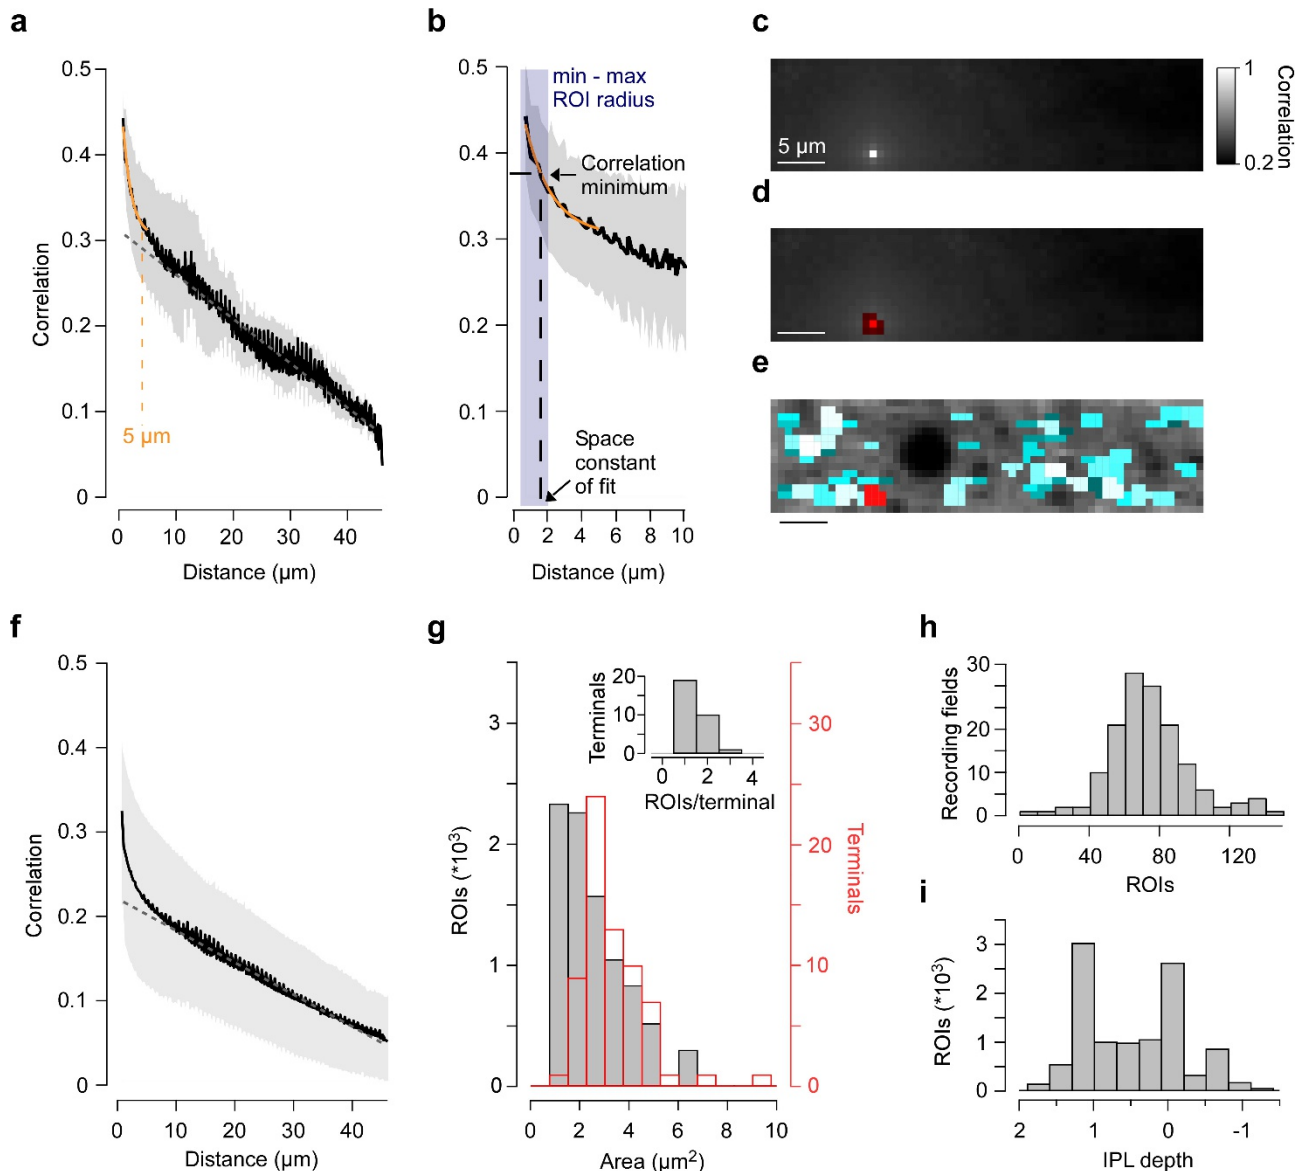 a
0.5
0.4
0.3
0.2
0.1
0
Correlation
5 µm
0 10 20 30 40
Distance (µm)
b
0.5
0.4
0.3
0.2
0.1
0
min - max
ROI radius
Correlation
minimum
Space
constant
of fit
0 2 4 6 8 10
Distance (µm)
c
5 µm
1
0.2
Correlation
d
e
f
0.5
0.4
0.3
0.2
0.1
0
Correlation
0 10 20 30 40
Distance (µm)
g
3
2
1
0
ROIs (*10³)
20
10
0
Terminals
0 2 4
ROIs/terminal
30
20
10
0
Terminals
0 2 4 6 8 10
Area (µm²)
h
30
20
10
0
Recording fields
0 40 80 120
ROIs
i
3
2
1
0
ROIs (*10³)
2 1 0 -1
IPL depth